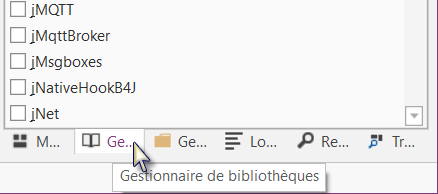 jMQTT
jMqttBroker
jMsgboxes
jNativeHookB4J
jNet
M... Ge... Ge... Lo... Re... Tr...
Gestionnaire de bibliothèques